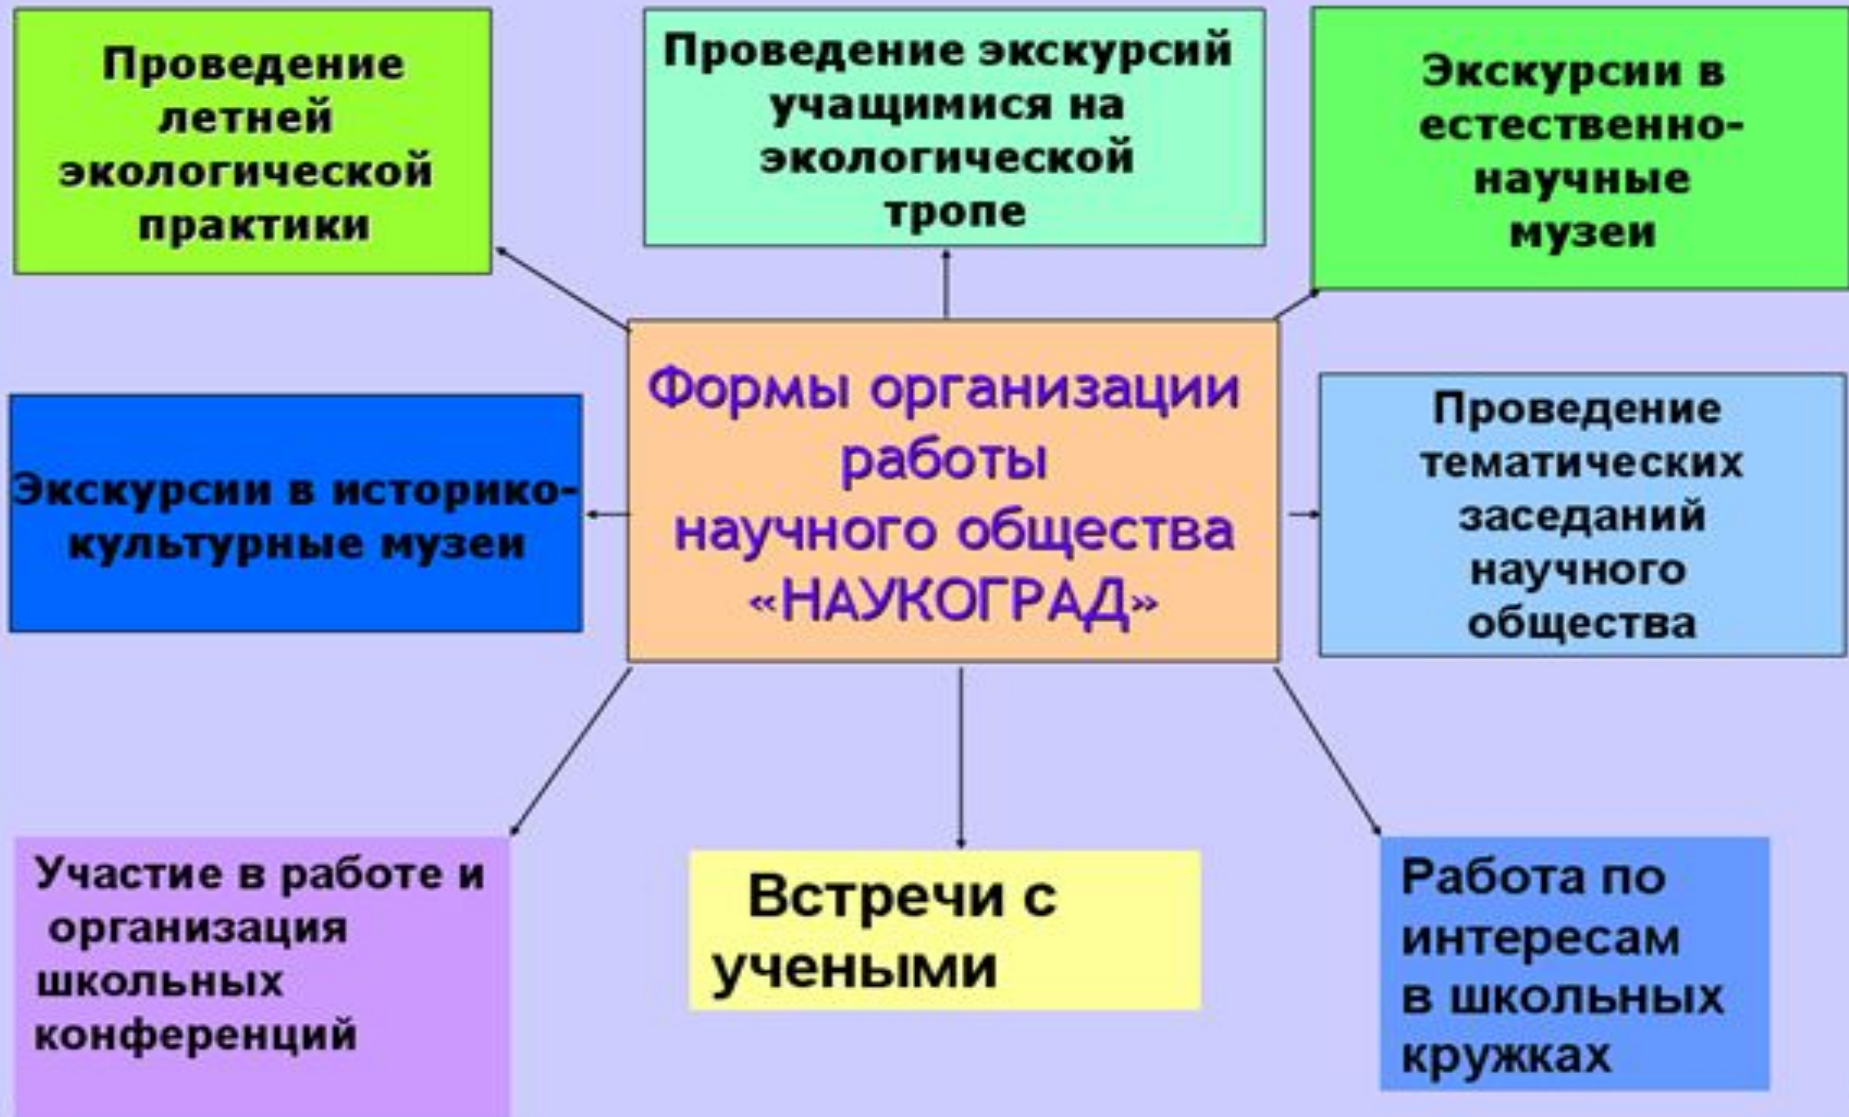 Проведение
летней
экологической
практики
Проведение экскурсий
учащимися на
экологической
тропе
Экскурсии в
естественно-
научные
музеи
Экскурсии в историко-
культурные музеи
Формы организации
работы
научного общества
«НАУКОГРАД»
Проведение
тематических
заседаний
научного
общества
Участие в работе и
организация
школьных
конференций
Встречи с
учеными
Работа по
интересам
в школьных
кружках